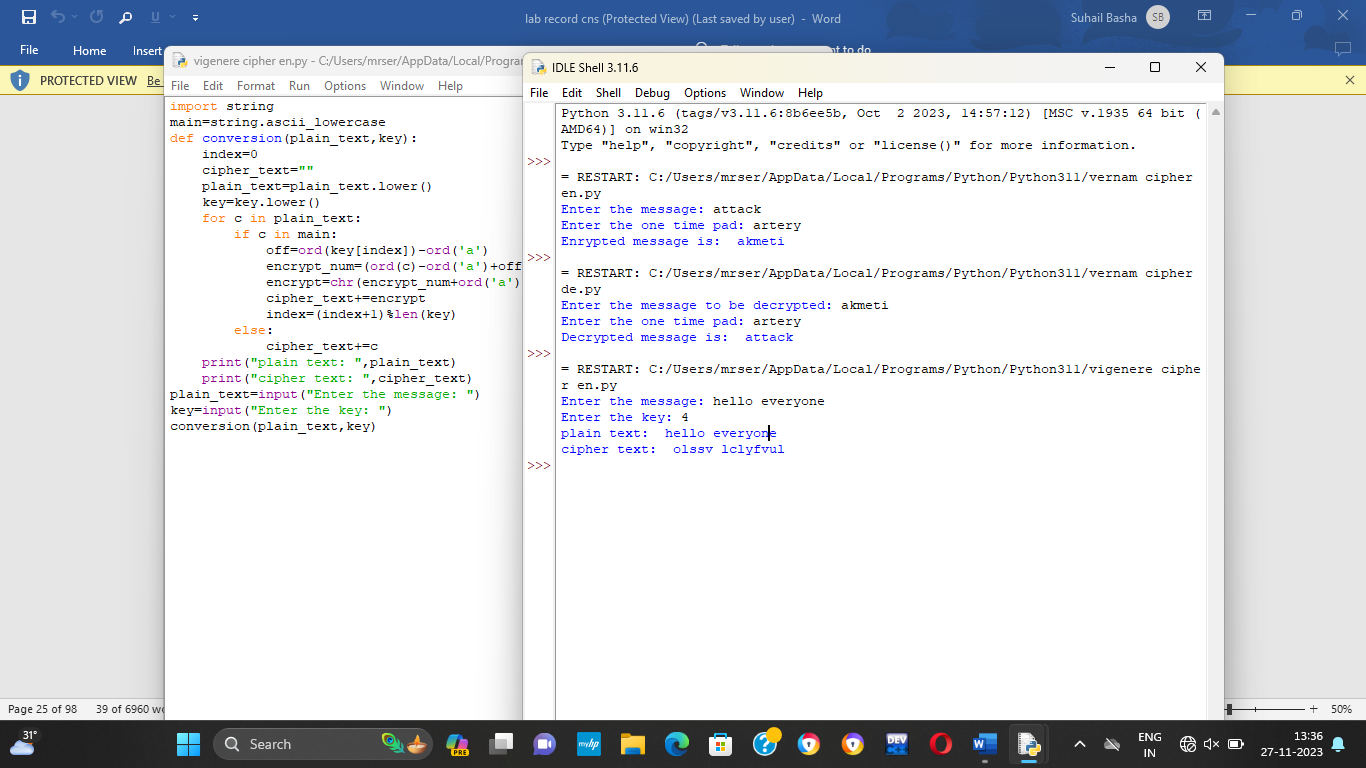 lab record cns (Protected View) (Last saved by user) - Word
Suhail Basha SB
File Home Insert
t to do
PROTECTED VIEW Be
vigenere cipher en.py - C:/Users/mrser/AppData/Local/Progra
File Edit Format Run Options Window Help
import string
main=string.ascii_lowercase
def conversion(plain_text,key):
    index=0
    cipher_text=""
    plain_text=plain_text.lower()
    key=key.lower()
    for c in plain_text:
        if c in main:
            off=ord(key[index])-ord('a')
            encrypt_num=(ord(c)-ord('a')+off
            encrypt=chr(encrypt_num+ord('a')
            cipher_text+=encrypt
            index=(index+1)%len(key)
        else:
            cipher_text+=c
    print("plain text: ",plain_text)
    print("cipher text: ",cipher_text)
plain_text=input("Enter the message: ")
key=input("Enter the key: ")
conversion(plain_text,key)
IDLE Shell 3.11.6
File Edit Shell Debug Options Window Help
Python 3.11.6 (tags/v3.11.6:8b6ee5b, Oct  2 2023, 14:57:12) [MSC v.1935 64 bit (
AMD64)] on win32
Type "help", "copyright", "credits" or "license()" for more information.
>>>
= RESTART: C:/Users/mrser/AppData/Local/Programs/Python/Python311/vernam cipher
en.py
Enter the message: attack
Enter the one time pad: artery
Enrypted message is:  akmeti
>>>
= RESTART: C:/Users/mrser/AppData/Local/Programs/Python/Python311/vernam cipher
de.py
Enter the message to be decrypted: akmeti
Enter the one time pad: artery
Decrypted message is:  attack
>>>
= RESTART: C:/Users/mrser/AppData/Local/Programs/Python/Python311/vigenere ciphe
r en.py
Enter the message: hello everyone
Enter the key: 4
plain text:  hello everyone
cipher text:  olssv lclyfvul
>>>
Page 25 of 98 39 of 6960 wo
50%
31°
Search
PRE
myhp
DEV
ENG
IN
13:36
27-11-2023